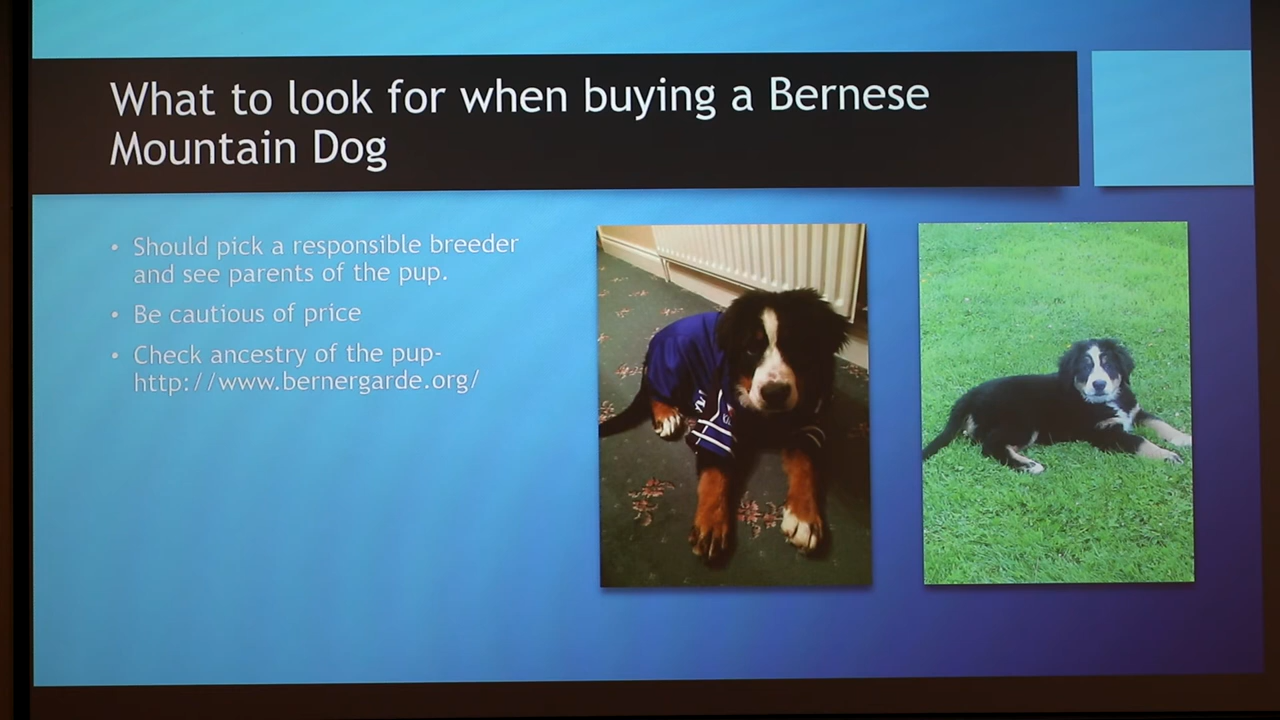 What to look for when buying a Bernese
Mountain Dog
• Should pick a responsible breeder
and see parents of the pup.
• Be cautious of price
• Check ancestry of the pup-
http://www.bernergarde.org/